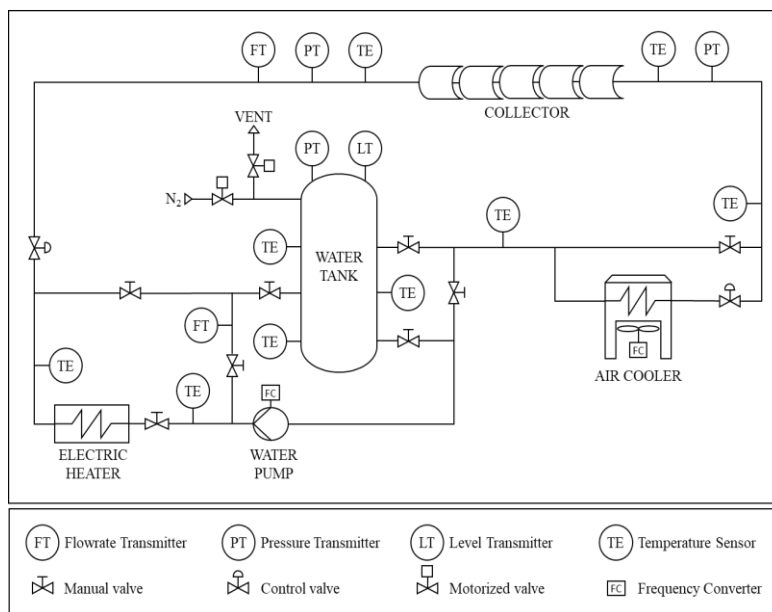 FT PT TE TE PT
COLLECTOR
VENT
PT LT
N₂
TE
TE
TE
WATER
TANK
TE
FT
TE
TE
TE
FC
FC
AIR COOLER
ELECTRIC
HEATER
WATER
PUMP
FT Flowrate Transmitter PT Pressure Transmitter LT Level Transmitter TE Temperature Sensor
Manual valve Control valve Motorized valve FC Frequency Converter